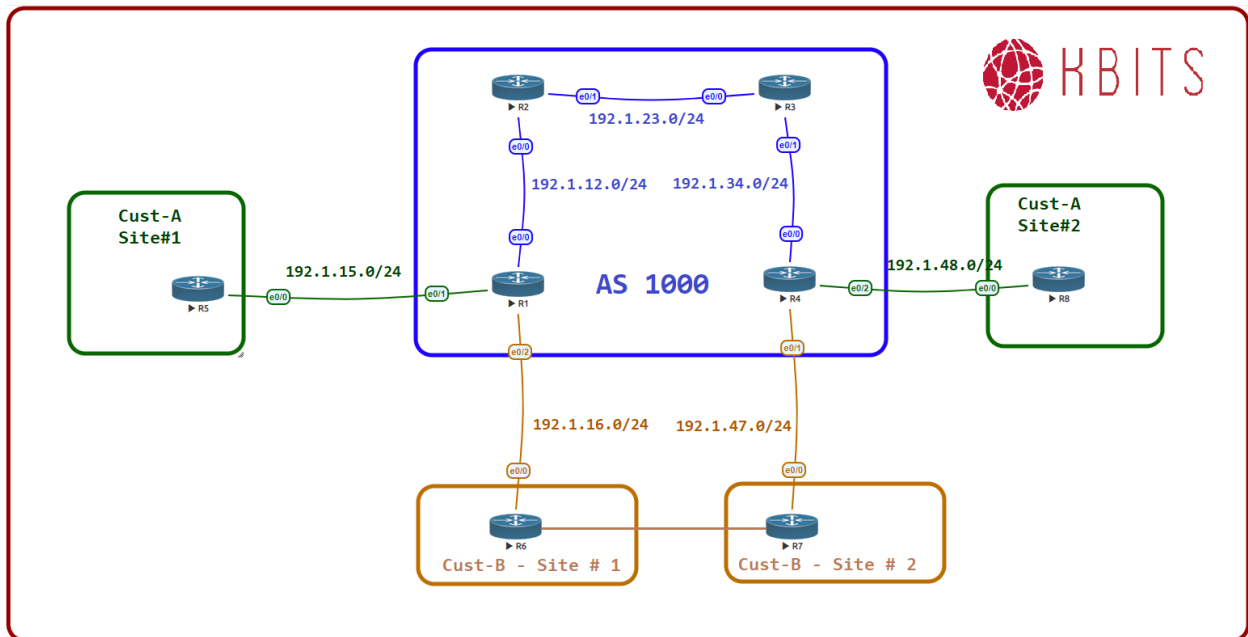 KBITS
R2
e0/1
e0/0
R3
192.1.23.0/24
e0/0
e0/1
192.1.12.0/24
192.1.34.0/24
Cust-A
Site#1
Cust-A
Site#2
e0/0
e0/0
192.1.15.0/24
192.1.48.0/24
R5
e0/0
e0/1
R1
AS 1000
R4
e0/2
e0/0
R8
e0/2
e0/1
192.1.16.0/24
192.1.47.0/24
e0/0
e0/0
R6
R7
Cust-B - Site # 1
Cust-B - Site # 2